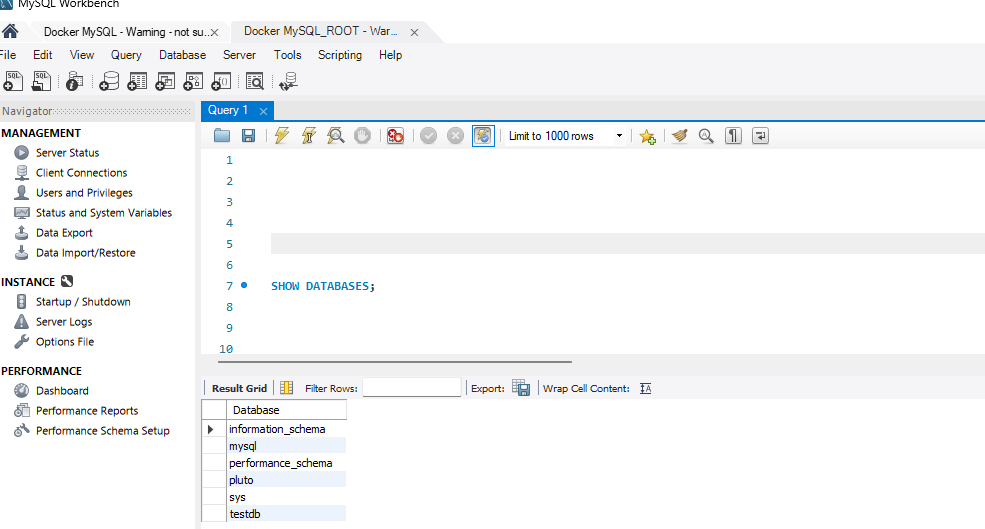 MySQL Workbench
Docker MySQL - Warning - not su...
Docker MySQL_ROOT - War...
File Edit View Query Database Server Tools Scripting Help
Navigator
MANAGEMENT
Server Status
Client Connections
Users and Privileges
Status and System Variables
Data Export
Data Import/Restore
INSTANCE
Startup / Shutdown
Server Logs
Options File
PERFORMANCE
Dashboard
Performance Reports
Performance Schema Setup
Query 1
Limit to 1000 rows
1
2
3
4
5
6
7 SHOW DATABASES;
8
9
10
Result Grid Filter Rows: Export: Wrap Cell Content:
Database
information_schema
mysql
performance_schema
pluto
sys
testdb